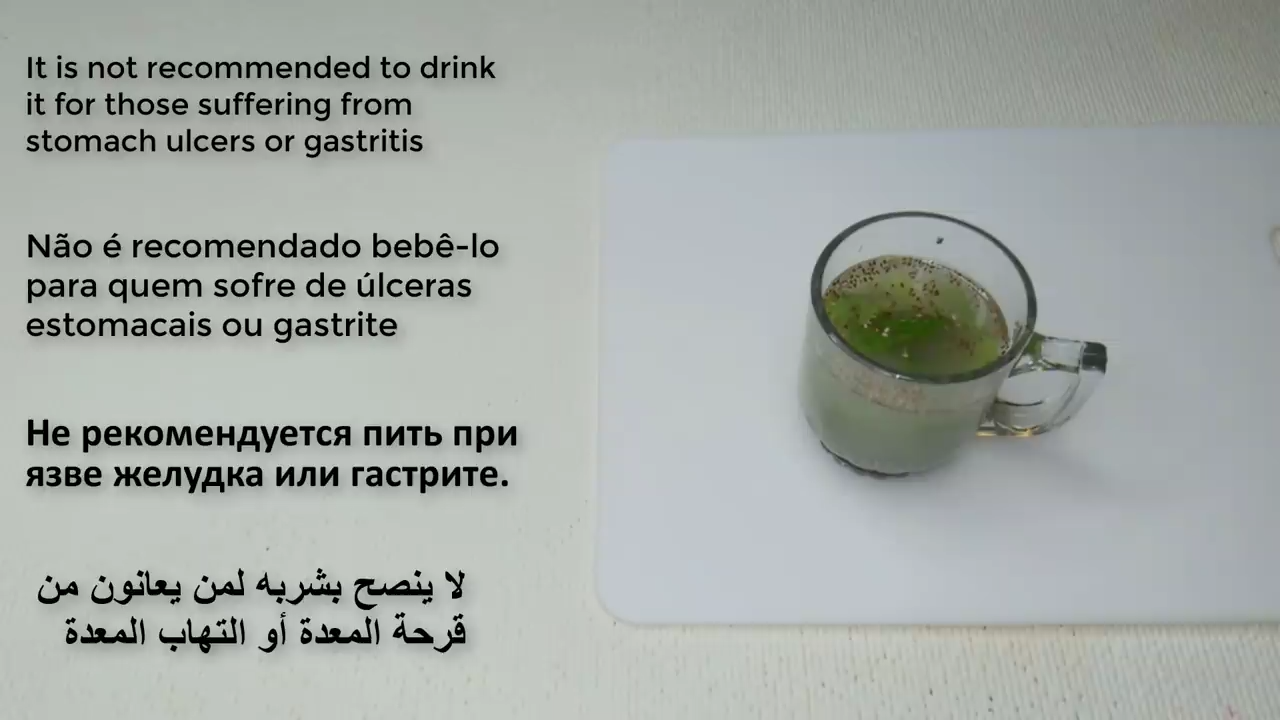 It is not recommended to drink
it for those suffering from
stomach ulcers or gastritis
Não é recomendado bebê-lo
para quem sofre de úlceras
estomacais ou gastrite
Не рекомендуется пить при
язве желудка или гастрите.
لا ينصح بشربه لمن يعانون من
قرحة المعدة أو التهاب المعدة